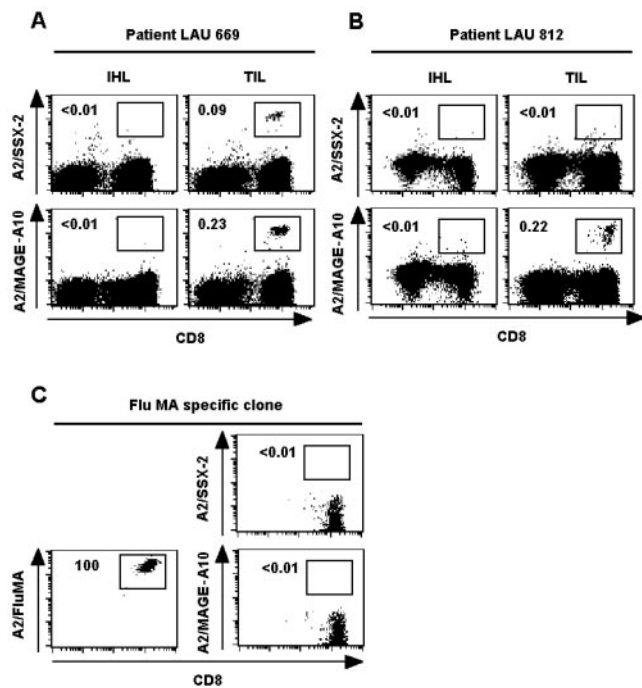 A
Patient LAU 669
IHL
TIL
A2/SSX-2
<0.01
0.09
A2/MAGE-A10
<0.01
0.23
CD8
B
Patient LAU 812
IHL
TIL
A2/SSX-2
<0.01
<0.01
A2/MAGE-A10
<0.01
0.22
CD8
C
Flu MA specific clone
A2/SSX-2
<0.01
A2/FluMA
100
A2/MAGE-A10
<0.01
CD8